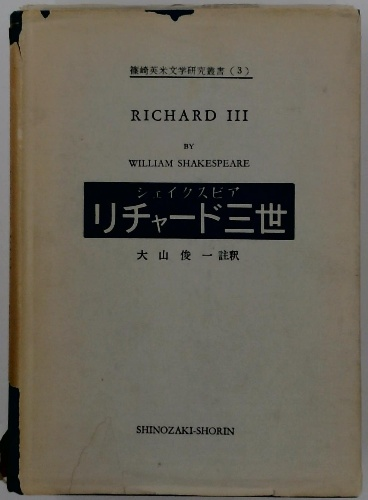 篠崎英米文学研究叢書（3）
RICHARD III
BY
WILLIAM SHAKESPEARE
シェイクスピア
リチャード三世
大山俊一註釈
SHINOZAKI-SHORIN